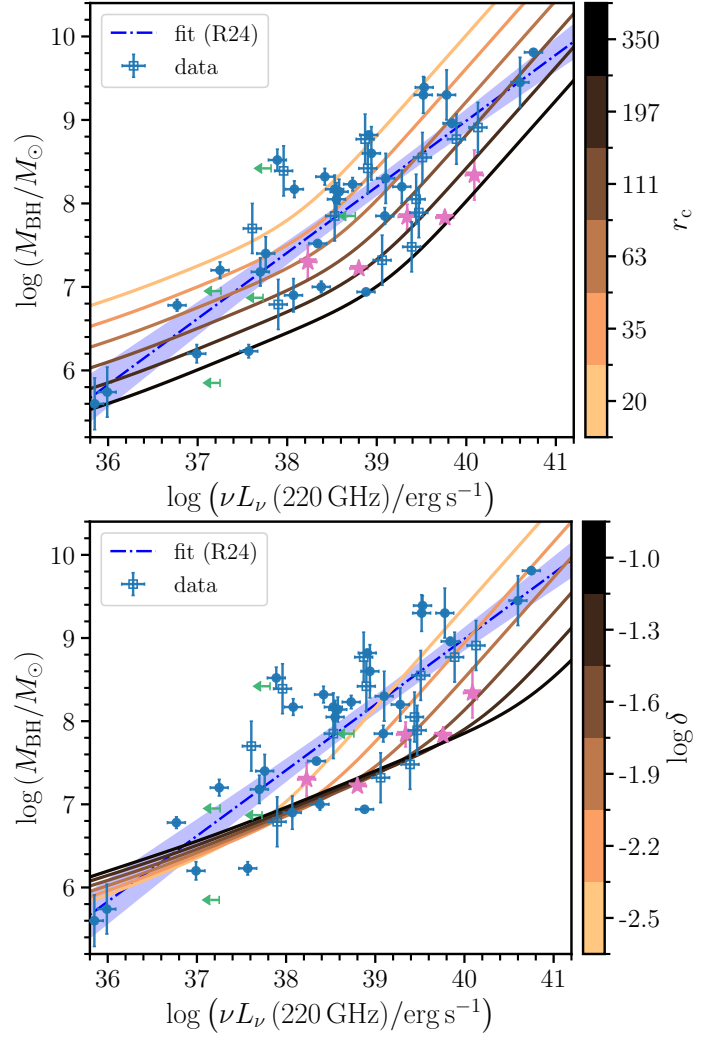 fit (R24)
data
10
9
8
7
6
log (M_BH/M_⊙)
36 37 38 39 40 41
log (νL_ν (220 GHz)/erg s⁻¹)
350
197
111
63
35
20
r_c
fit (R24)
data
10
9
8
7
6
log (M_BH/M_⊙)
36 37 38 39 40 41
log (νL_ν (220 GHz)/erg s⁻¹)
-1.0
-1.3
-1.6
-1.9
-2.2
-2.5
log δ